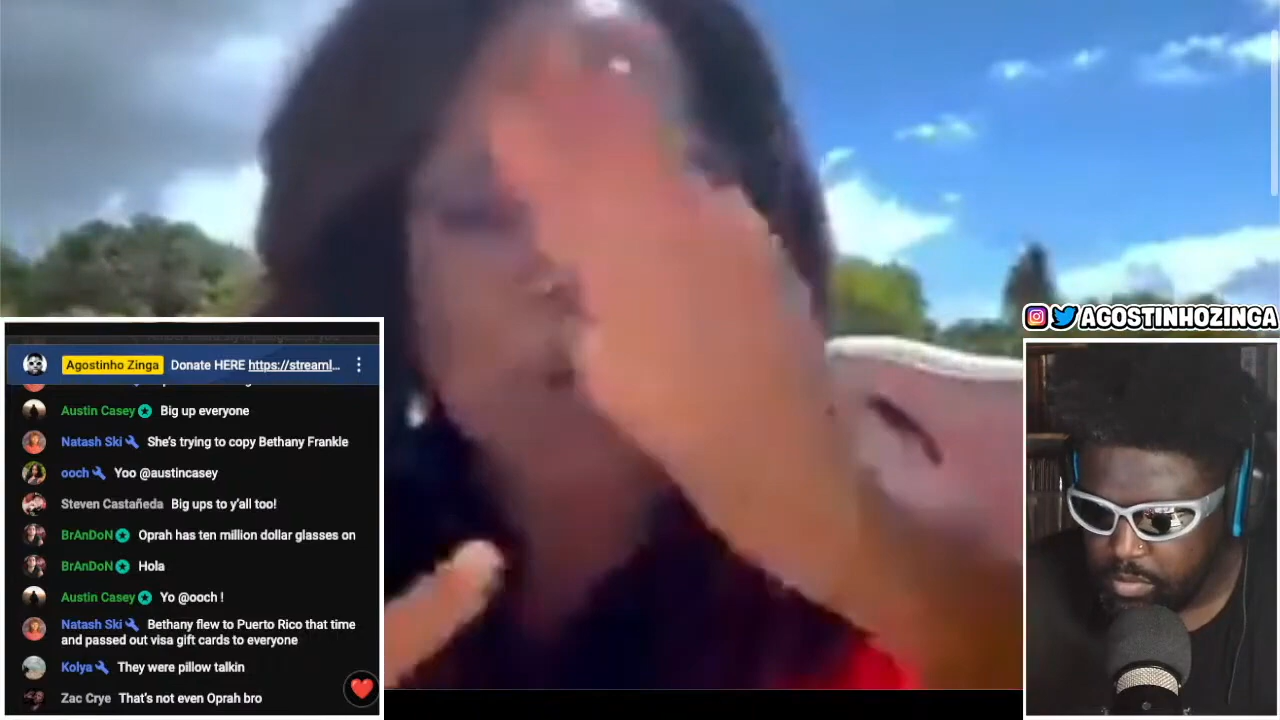 AGOSTINHOZINGA
Agostinho Zinga Donate HERE https://streaml...
Austin Casey Big up everyone
Natash Ski She's trying to copy Bethany Frankle
ooch Yoo @austincasey
Steven Castañeda Big ups to y'all too!
BrAnDoN Oprah has ten million dollar glasses on
BrAnDoN Hola
Austin Casey Yo @ooch !
Natash Ski Bethany flew to Puerto Rico that time
and passed out visa gift cards to everyone
Kolya They were pillow talkin
Zac Crye That's not even Oprah bro